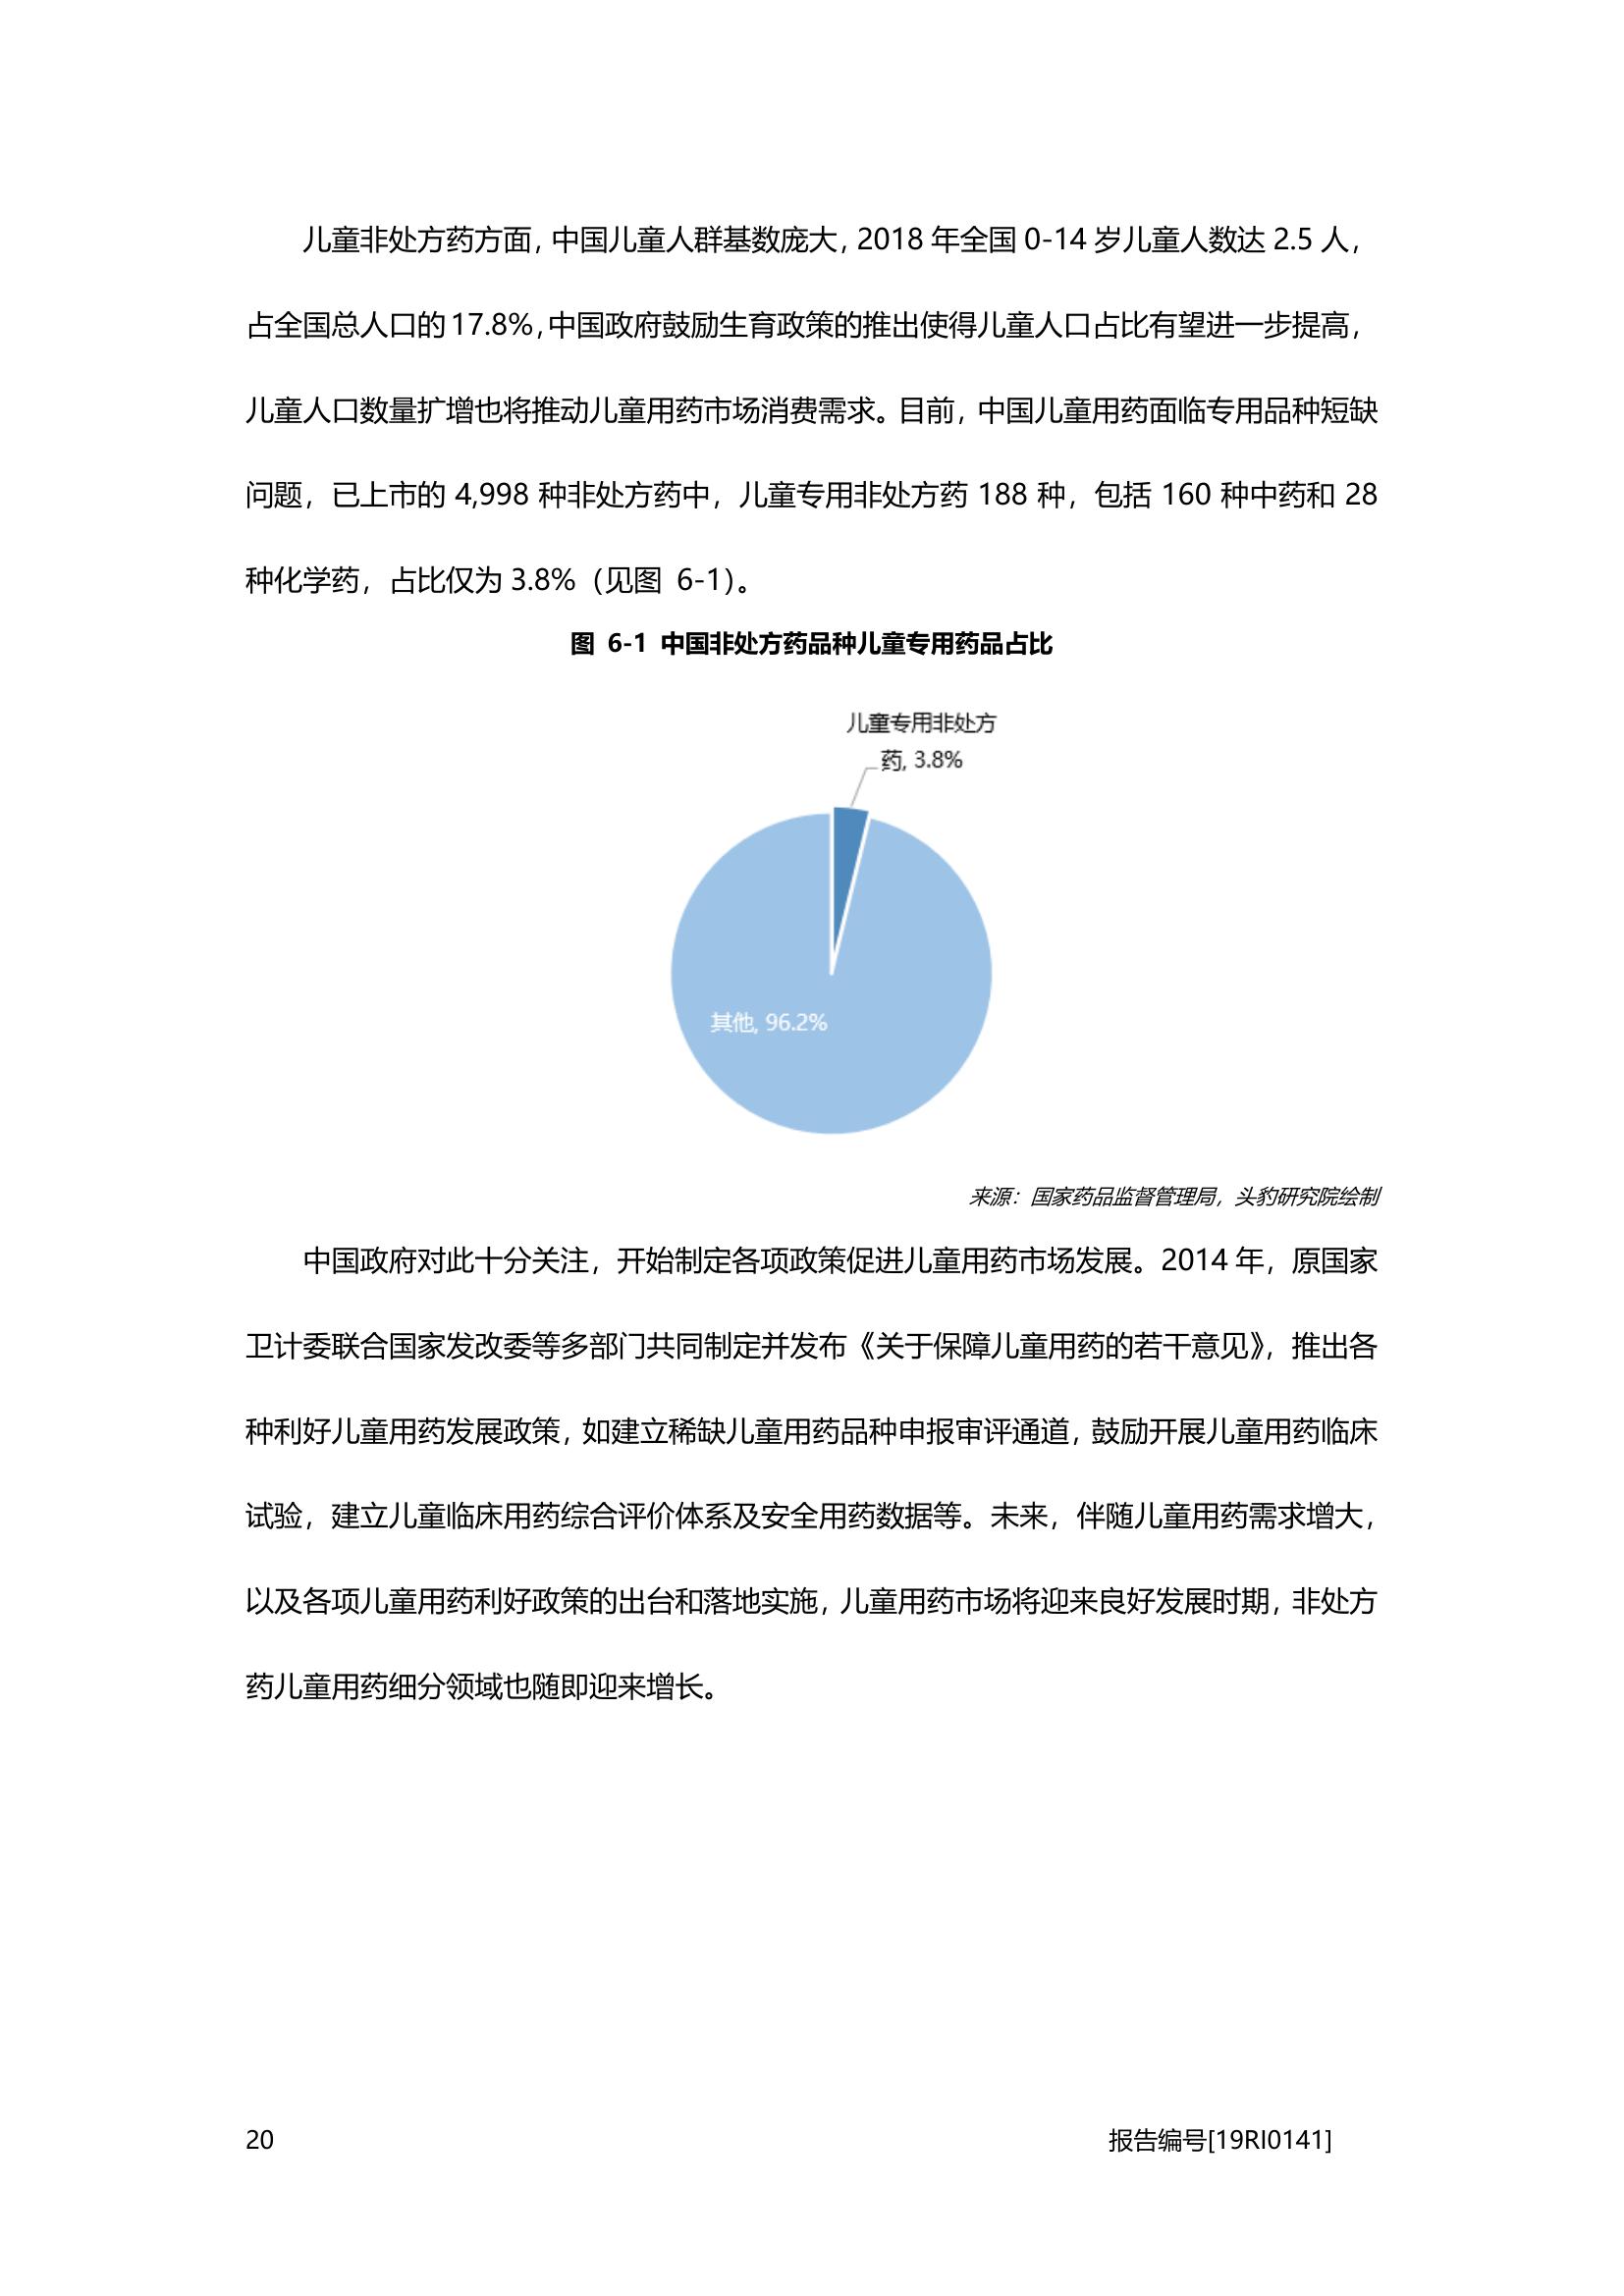 儿童非处方药方面，中国儿童人群基数庞大，2018 年全国 0-14 岁儿童人数达 2.5 人，
占全国总人口的 17.8%，中国政府鼓励生育政策的推出使得儿童人口占比有望进一步提高，
儿童人口数量扩增也将推动儿童用药市场消费需求。目前，中国儿童用药面临专用品种短缺
问题，已上市的 4,998 种非处方药中，儿童专用非处方药 188 种，包括 160 种中药和 28
种化学药，占比仅为 3.8%（见图 6-1）。
图 6-1 中国非处方药品种儿童专用药品占比
儿童专用非处方
药, 3.8%
其他, 96.2%
来源：国家药品监督管理局，头豹研究院绘制
中国政府对此十分关注，开始制定各项政策促进儿童用药市场发展。2014 年，原国家
卫计委联合国家发改委等多部门共同制定并发布《关于保障儿童用药的若干意见》，推出各
种利好儿童用药发展政策，如建立稀缺儿童用药品种申报审评通道，鼓励开展儿童用药临床
试验，建立儿童临床用药综合评价体系及安全用药数据等。未来，伴随儿童用药需求增大，
以及各项儿童用药利好政策的出台和落地实施，儿童用药市场将迎来良好发展时期，非处方
药儿童用药细分领域也随即迎来增长。
20 报告编号[19RI0141]